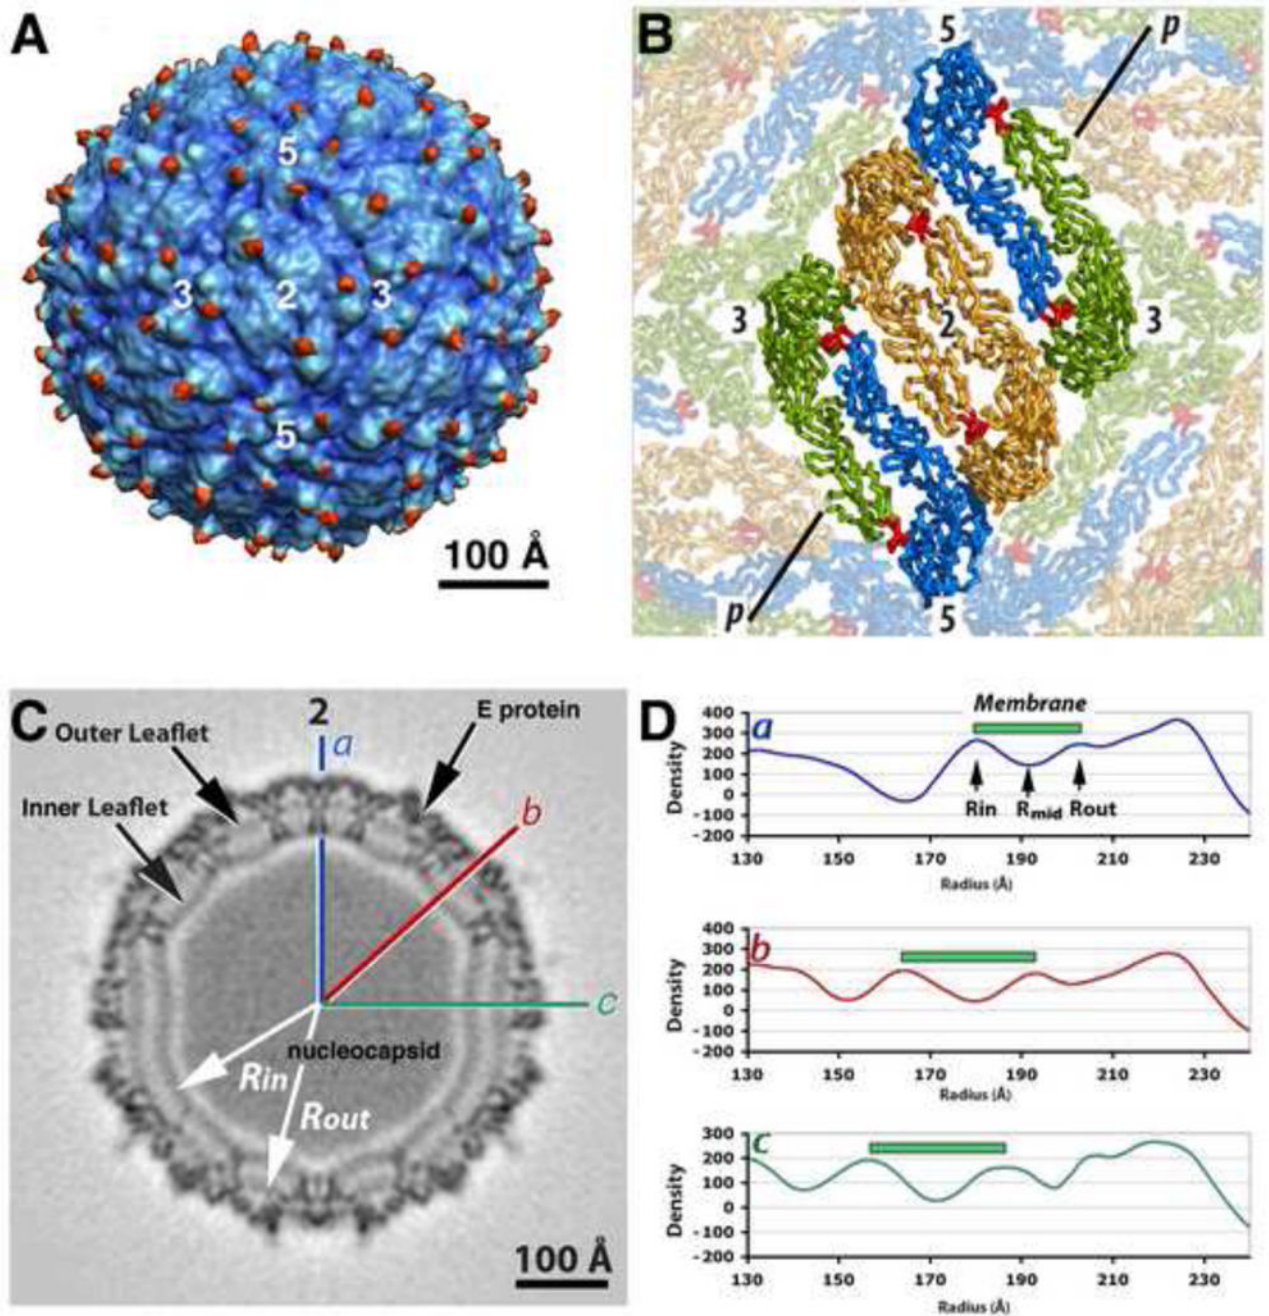 A
5
3 2 3
5
100 Å
B
5
p
3 2 3
p
5
C
2
a
Outer Leaflet
E protein
Inner Leaflet
b
c
nucleocapsid
Rin
Rout
100 Å
D
Membrane
a
Density
400
300
200
100
0
-100
-200
Rin Rmid Rout
130 150 170 190 210 230
Radius (Å)
b
Density
400
300
200
100
0
-100
-200
130 150 170 190 210 230
Radius (Å)
c
Density
300
200
100
0
-100
-200
130 150 170 190 210 230
Radius (Å)